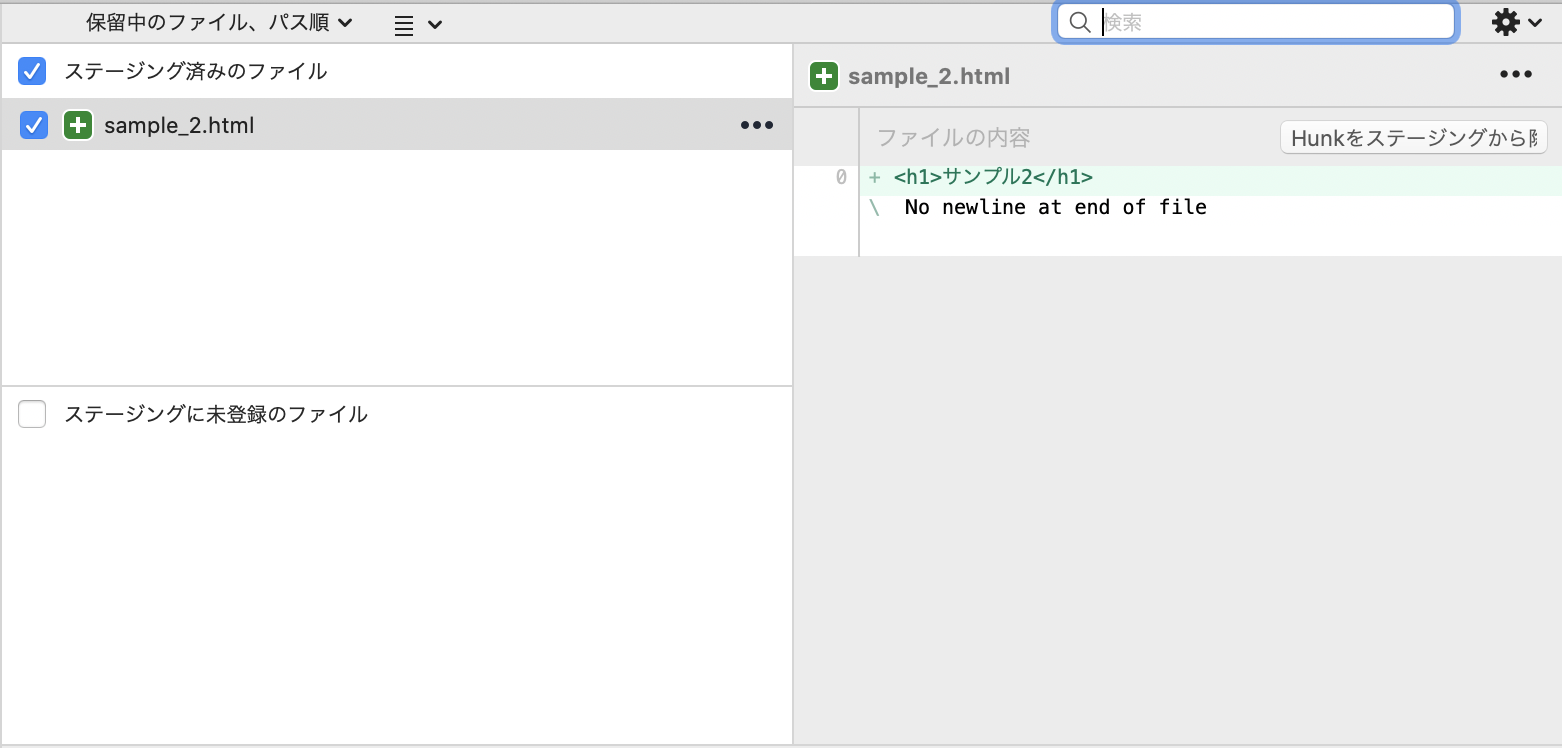 保留中のファイル、パス順
検索
ステージング済みのファイル
sample_2.html
ステージングに未登録のファイル
sample_2.html
ファイルの内容
Hunkをステージングから
0 + <h1>サンプル2</h1>
\ No newline at end of file